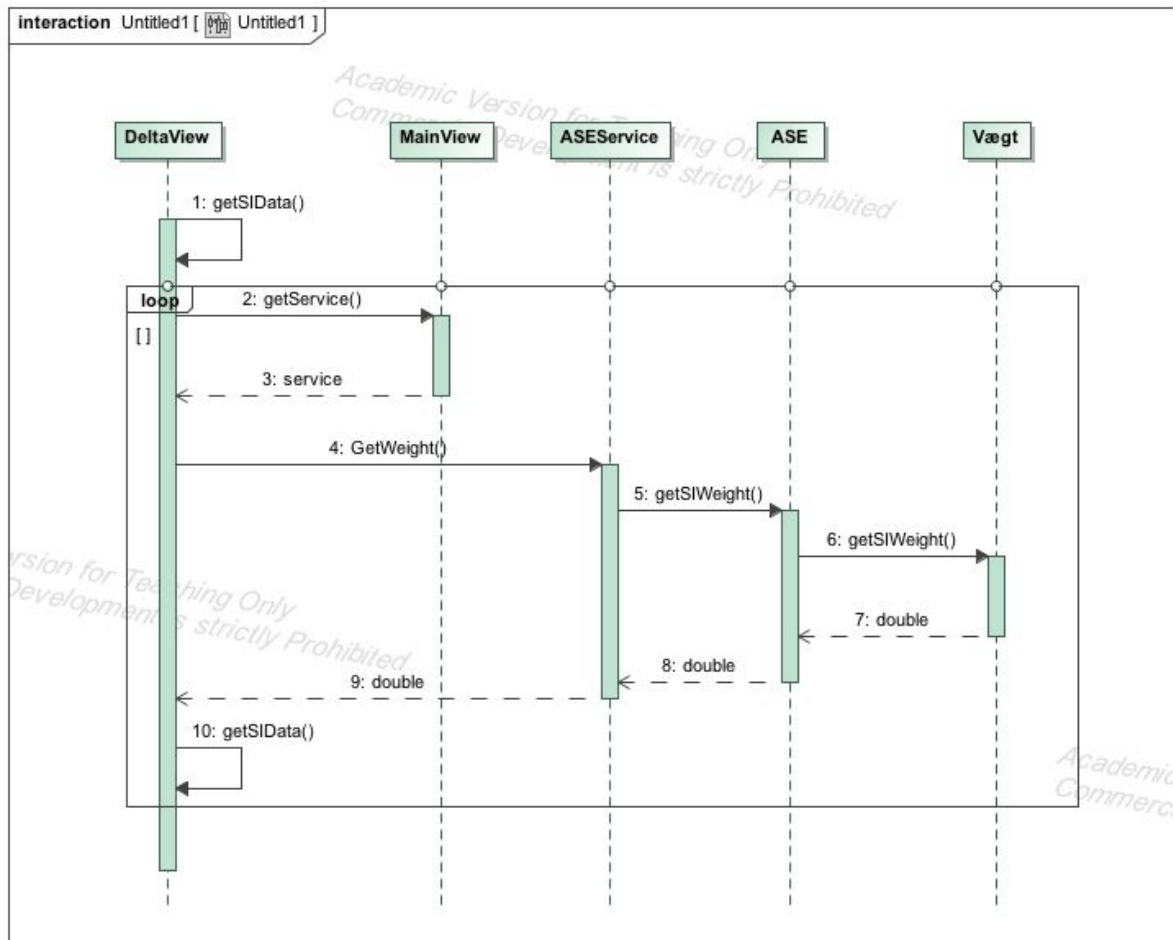 interaction Untitled1 [ Untitled1 ]
Academic Version for Teaching Only
Commercial Development is strictly Prohibited
DeltaView
MainView
ASEService
ASE
Vægt
1: getSIData()
loop
[ ]
2: getService()
3: service
4: GetWeight()
5: getSIWeight()
6: getSIWeight()
7: double
8: double
9: double
10: getSIData()
ersion for Teaching Only
Development is strictly Prohibited
Academic
Commerc